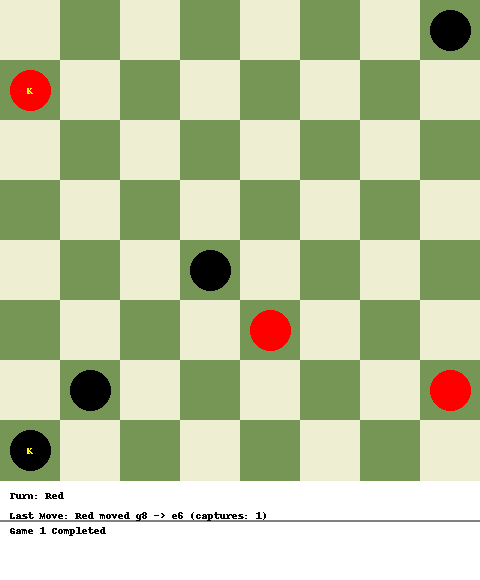 K
K
Turn: Red
Last Move: Red moved g8 -> e6 (captures: 1)
Game 1 Completed